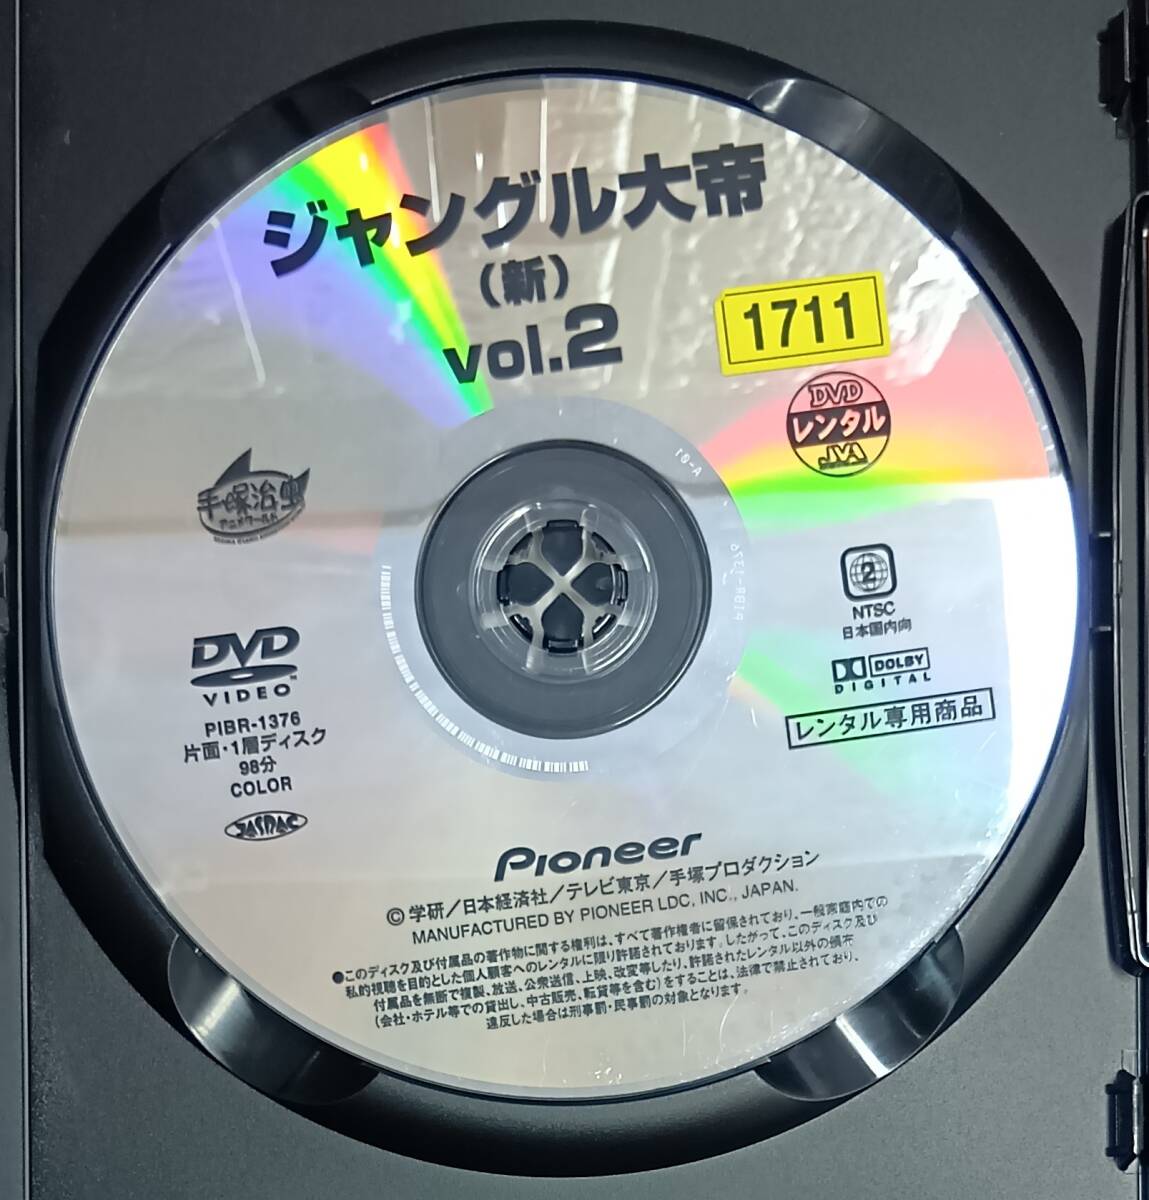 ジャングル大帝
(新)
vol.2
1711
DVD
レンタル
JVA
手塚治虫
アニメワールド
10-A
PIBR-1376
2
NTSC
日本国内向
DVD
VIDEO™
PIBR-1376
片面・1層ディスク
98分
COLOR
JASRAC
DOLBY
DIGITAL
レンタル専用商品
Pioneer
©学研/日本経済社/テレビ東京/手塚プロダクション
MANUFACTURED BY PIONEER LDC, INC., JAPAN.
●このディスク及び付属品の著作物に関する権利は、すべて著作権者に留保されており、一般家庭内での
私的視聴を目的とした個人顧客へのレンタルに限り許諾されております。したがって、このディスク及び
付属品を無断で複製、放送、公衆送信、上映、改変等したり、許諾されたレンタル以外の頒布
(会社・ホテル等での貸出し、中古販売、転貸等を含む)をすることは、法律で禁止されており、
違反した場合は刑事罰・民事罰の対象となります。